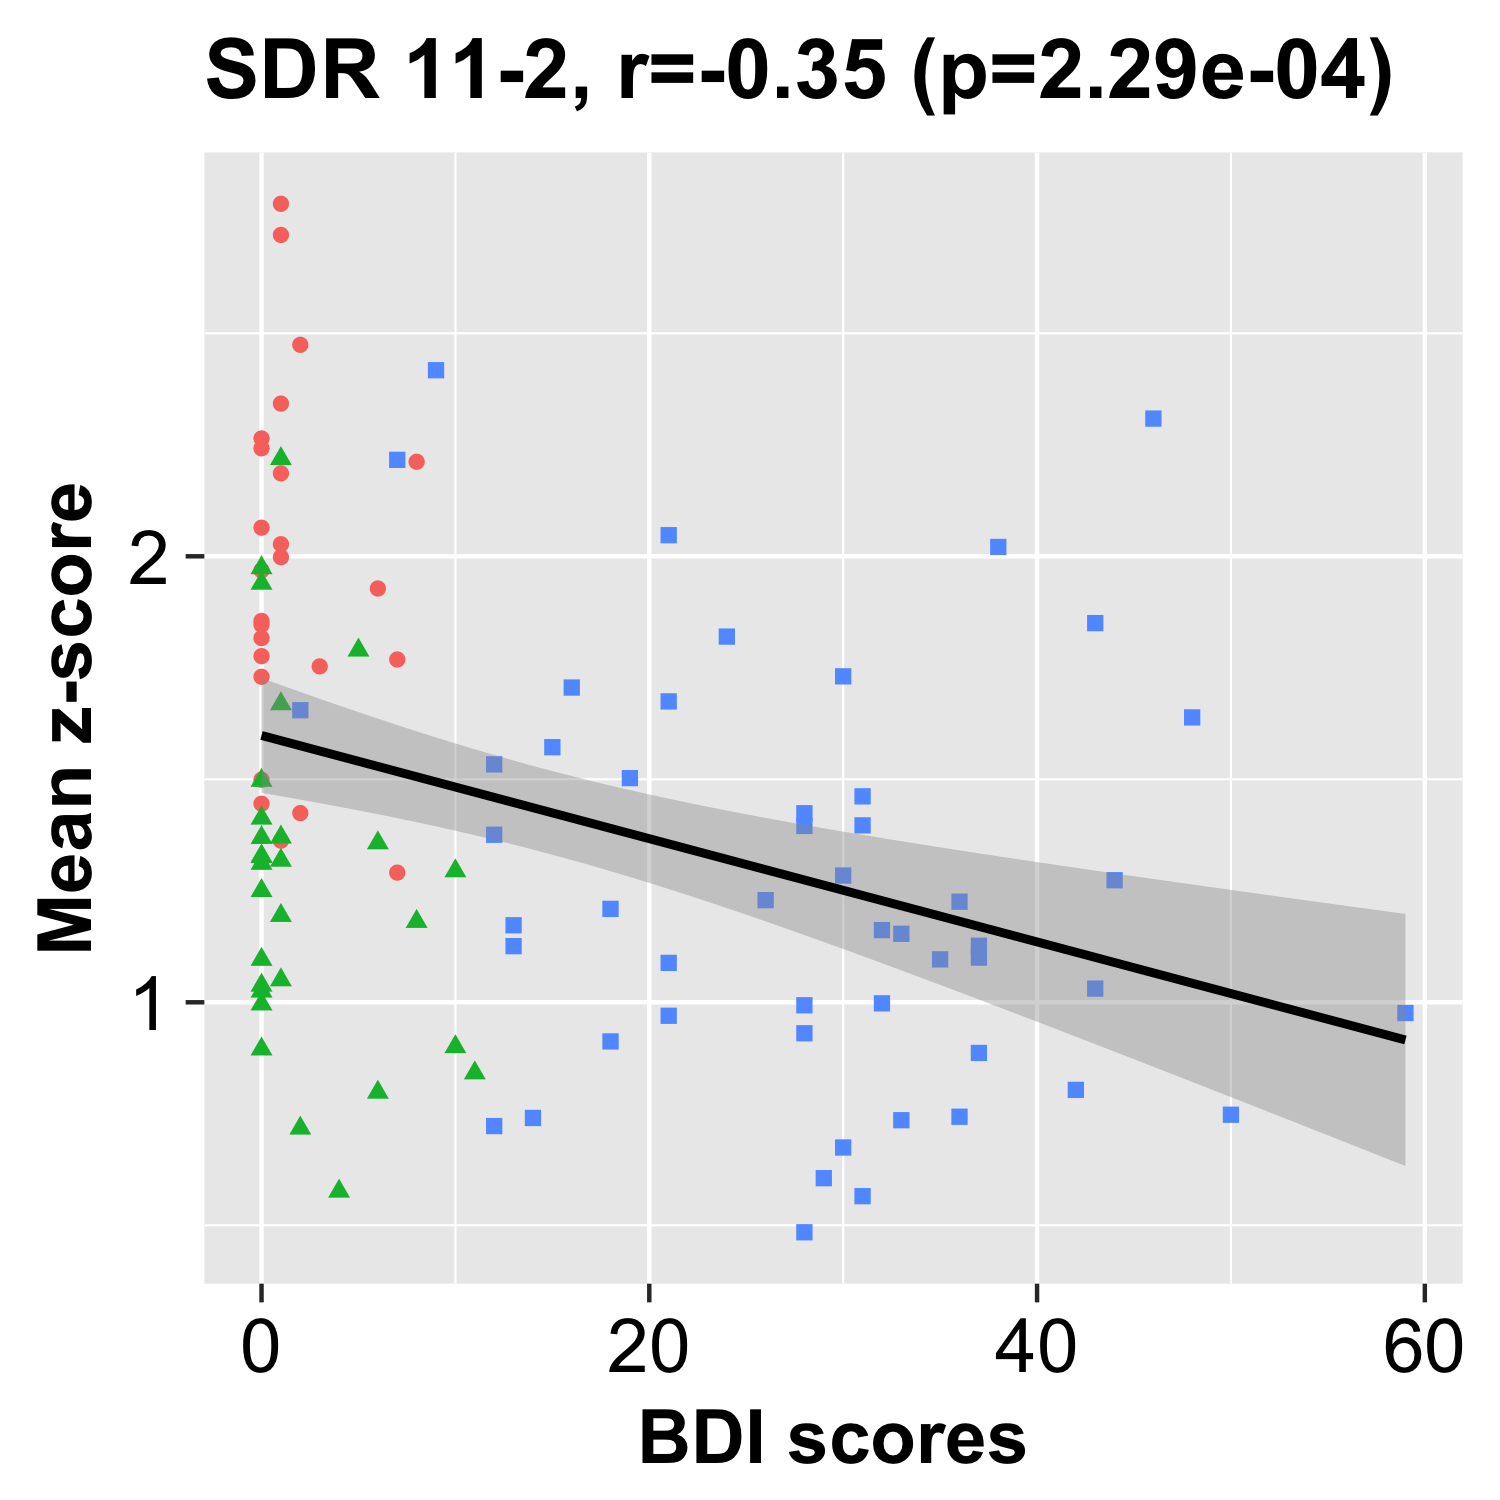 SDR 11-2, r=-0.35 (p=2.29e-04)
Mean z-score
2
1
0 20 40 60
BDI scores